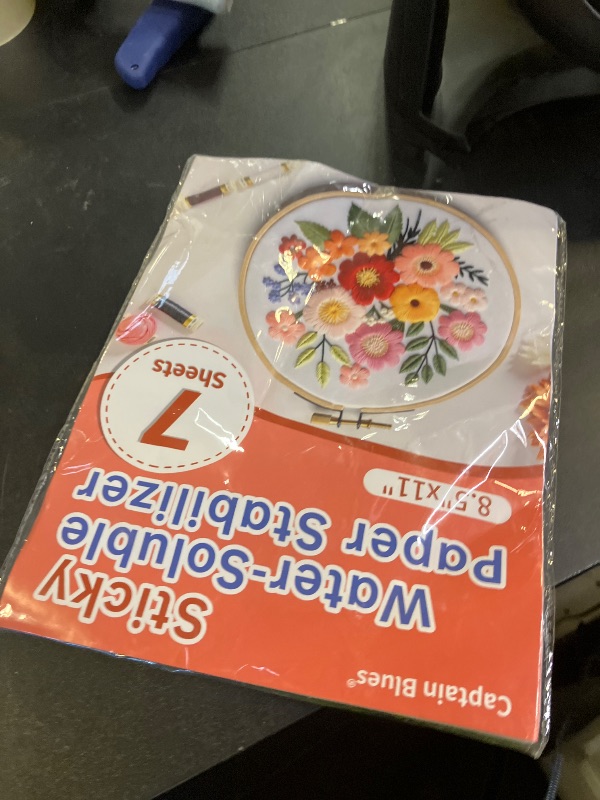 Captain Blues®
Sticky
Water-Soluble
Paper Stabilizer
8.5"x11"
7
Sheets